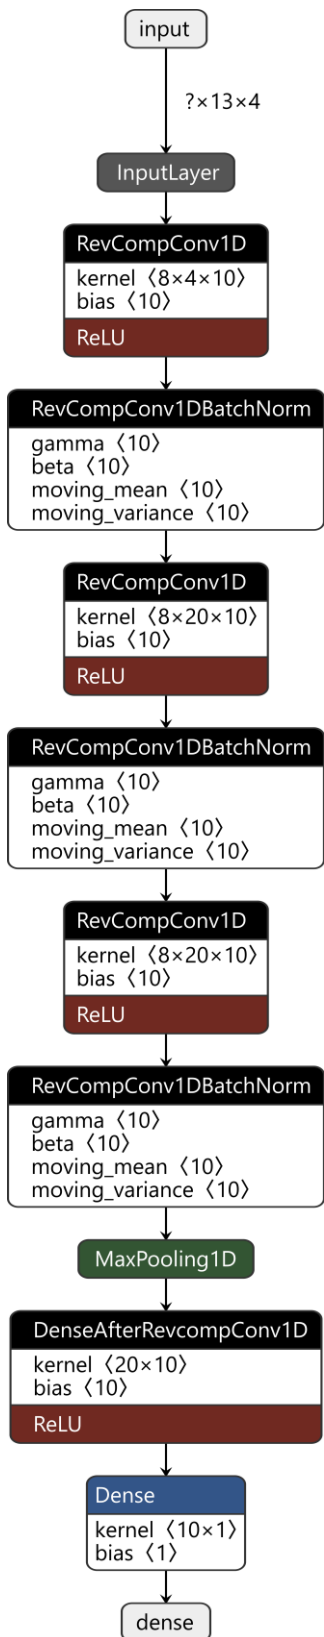 input
?×13×4
InputLayer
RevCompConv1D
kernel〈8×4×10〉
bias〈10〉
ReLU
RevCompConv1DBatchNorm
gamma〈10〉
beta〈10〉
moving_mean〈10〉
moving_variance〈10〉
RevCompConv1D
kernel〈8×20×10〉
bias〈10〉
ReLU
RevCompConv1DBatchNorm
gamma〈10〉
beta〈10〉
moving_mean〈10〉
moving_variance〈10〉
RevCompConv1D
kernel〈8×20×10〉
bias〈10〉
ReLU
RevCompConv1DBatchNorm
gamma〈10〉
beta〈10〉
moving_mean〈10〉
moving_variance〈10〉
MaxPooling1D
DenseAfterRevcompConv1D
kernel〈20×10〉
bias〈10〉
ReLU
Dense
kernel〈10×1〉
bias〈1〉
dense